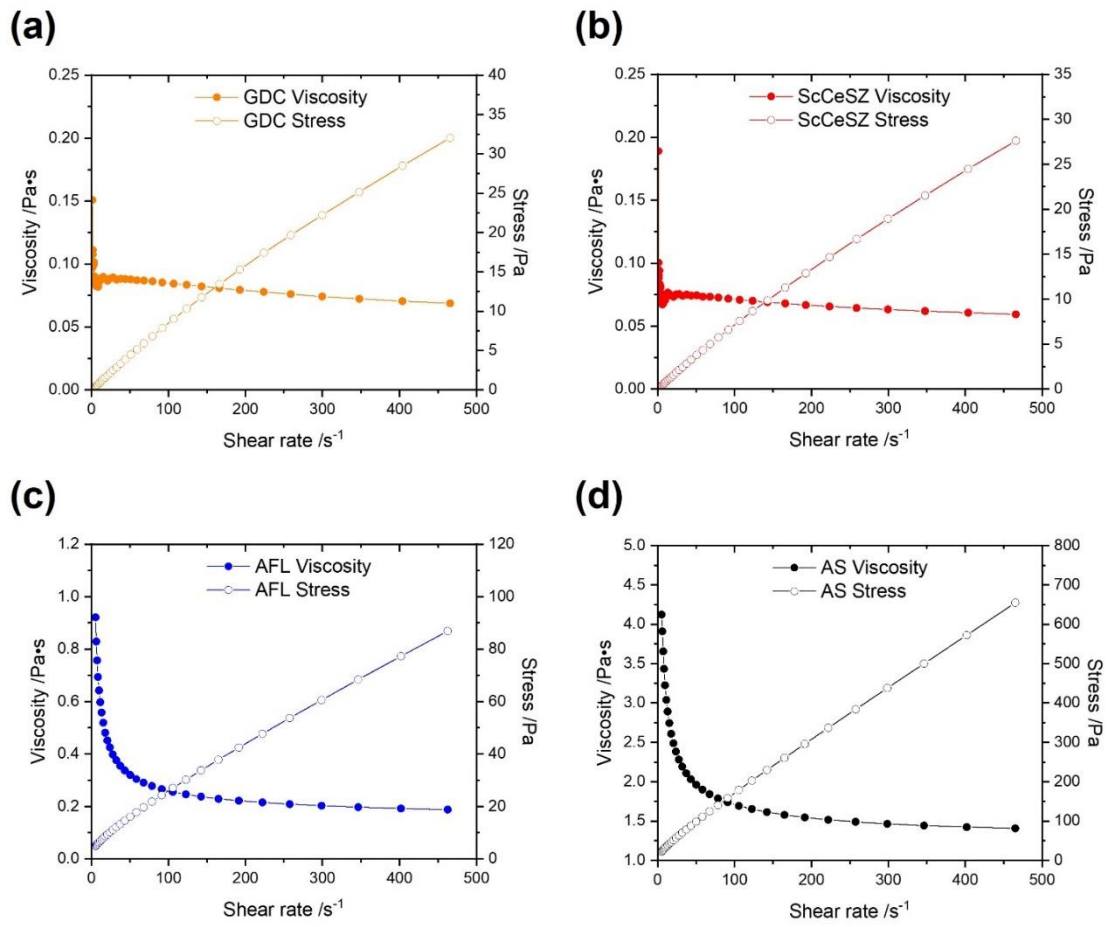 (a)
0.25
0.20
0.15
0.10
0.05
0.00
Viscosity /Pa•s
GDC Viscosity
GDC Stress
40
35
30
25
20
15
10
5
0
Stress /Pa
0 100 200 300 400 500
Shear rate /s⁻¹
(b)
0.25
0.20
0.15
0.10
0.05
0.00
Viscosity /Pa•s
ScCeSZ Viscosity
ScCeSZ Stress
35
30
25
20
15
10
5
0
Stress /Pa
0 100 200 300 400 500
Shear rate /s⁻¹
(c)
1.2
1.0
0.8
0.6
0.4
0.2
0.0
Viscosity /Pa•s
AFL Viscosity
AFL Stress
120
100
80
60
40
20
0
Stress /Pa
0 100 200 300 400 500
Shear rate /s⁻¹
(d)
5.0
4.5
4.0
3.5
3.0
2.5
2.0
1.5
1.0
Viscosity /Pa•s
AS Viscosity
AS Stress
800
700
600
500
400
300
200
100
0
Stress /Pa
0 100 200 300 400 500
Shear rate /s⁻¹